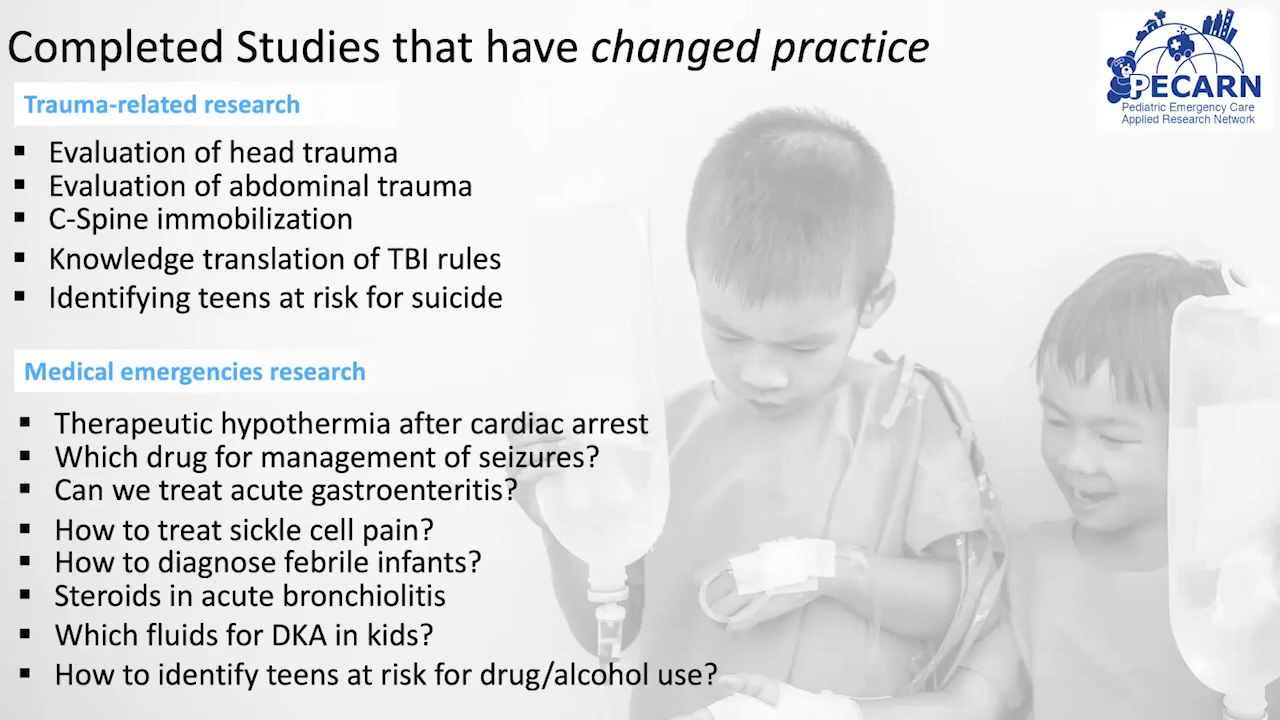 Completed Studies that have changed practice
PECARN
Pediatric Emergency Care
Applied Research Network
Trauma-related research
▪ Evaluation of head trauma
▪ Evaluation of abdominal trauma
▪ C-Spine immobilization
▪ Knowledge translation of TBI rules
▪ Identifying teens at risk for suicide
Medical emergencies research
▪ Therapeutic hypothermia after cardiac arrest
▪ Which drug for management of seizures?
▪ Can we treat acute gastroenteritis?
▪ How to treat sickle cell pain?
▪ How to diagnose febrile infants?
▪ Steroids in acute bronchiolitis
▪ Which fluids for DKA in kids?
▪ How to identify teens at risk for drug/alcohol use?